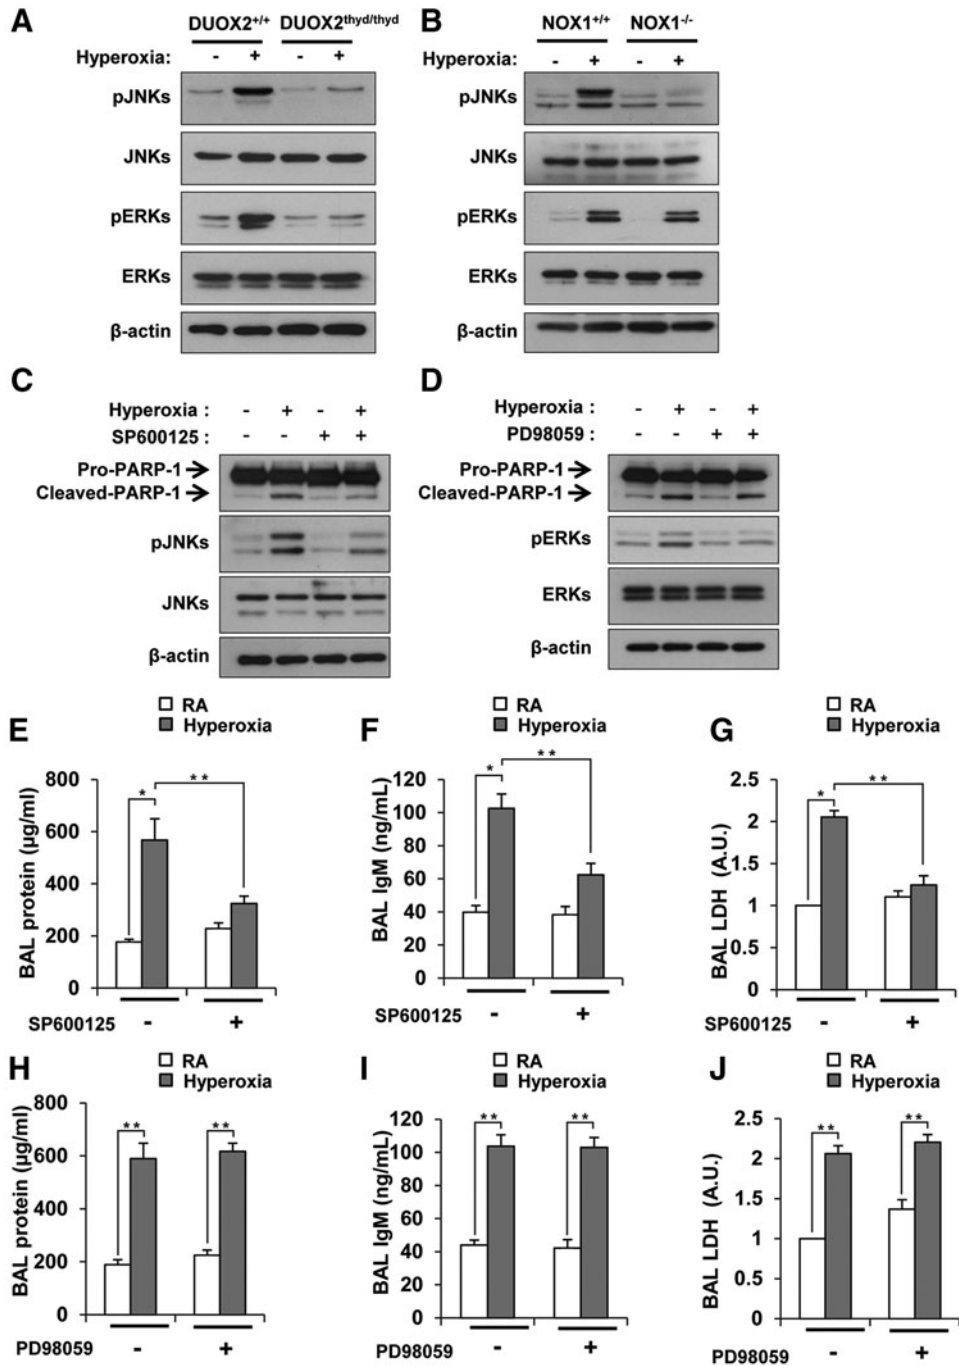 A
DUOX2+/+ DUOX2thyd/thyd
Hyperoxia: - + - +
pJNKs
JNKs
pERKs
ERKs
β-actin
B
NOX1+/+ NOX1-/-
Hyperoxia: - + - +
pJNKs
JNKs
pERKs
ERKs
β-actin
C
Hyperoxia : - + - +
SP600125 : - - + +
Pro-PARP-1
Cleaved-PARP-1
pJNKs
JNKs
β-actin
D
Hyperoxia : - + - +
PD98059 : - - + +
Pro-PARP-1
Cleaved-PARP-1
pERKs
ERKs
β-actin
E
RA
Hyperoxia
BAL protein (µg/ml)
800
600
400
200
0
*
**
SP600125 - +
F
RA
Hyperoxia
BAL IgM (ng/mL)
120
100
80
60
40
20
0
*
**
SP600125 - +
G
RA
Hyperoxia
BAL LDH (A.U.)
2.5
2
1.5
1
0.5
0
*
**
SP600125 - +
H
RA
Hyperoxia
BAL protein (µg/ml)
800
600
400
200
0
** **
PD98059 - +
I
RA
Hyperoxia
BAL IgM (ng/mL)
120
100
80
60
40
20
0
** **
PD98059 - +
J
RA
Hyperoxia
BAL LDH (A.U.)
2.5
2
1.5
1
0.5
0
** **
PD98059 - +